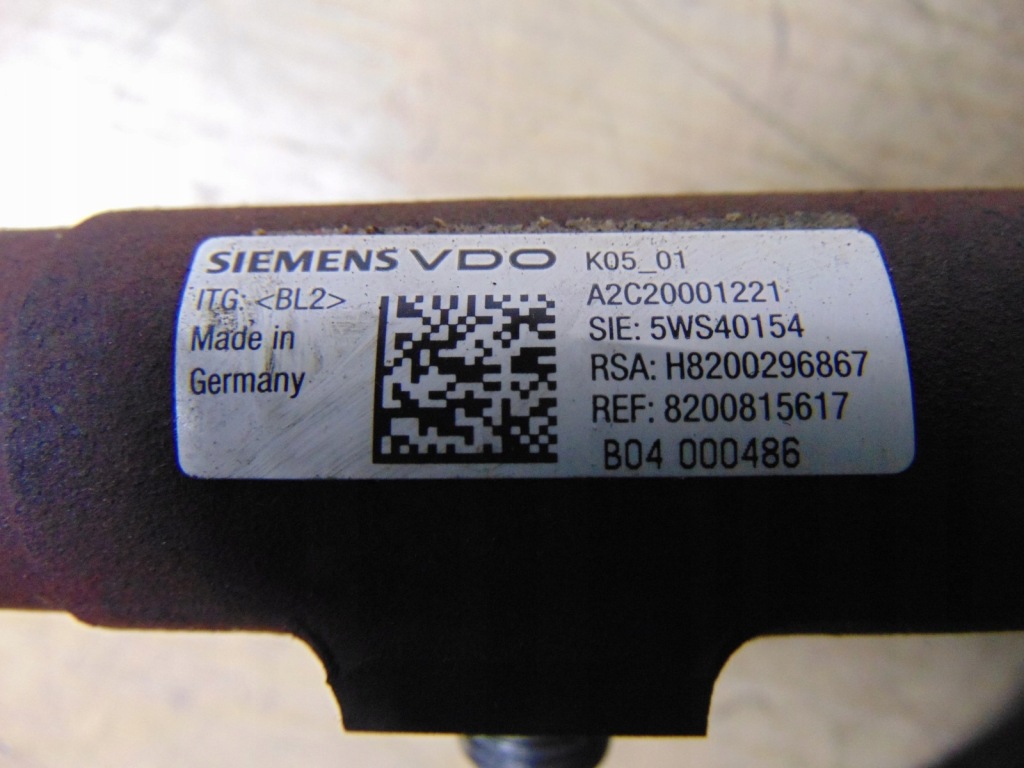 SIEMENS VDO
ITG: <BL2>
Made in
Germany
K05_01
A2C20001221
SIE: 5WS40154
RSA: H8200296867
REF: 8200815617
B04 000486